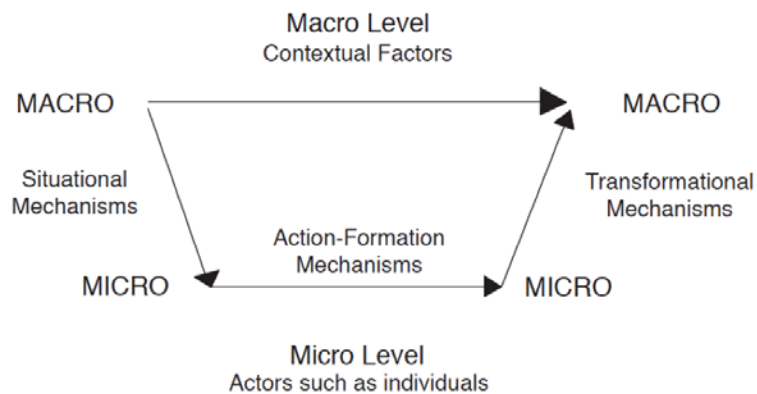 Macro Level
Contextual Factors
MACRO
MACRO
Situational
Mechanisms
Transformational
Mechanisms
Action-Formation
Mechanisms
MICRO
MICRO
Micro Level
Actors such as individuals